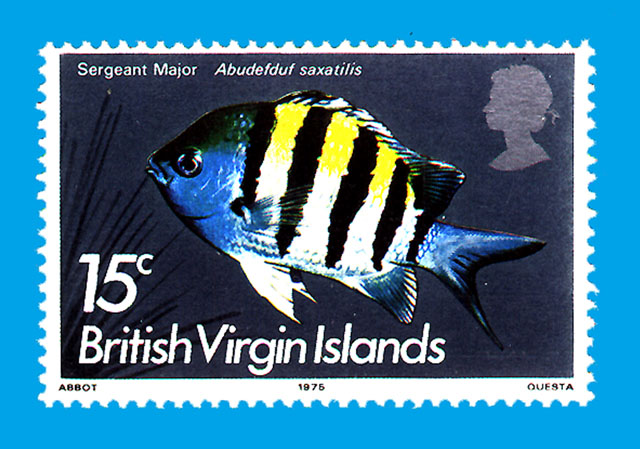 Sergeant Major Abudefduf saxatilis
15c
British Virgin Islands
ABBOT 1975 QUESTA